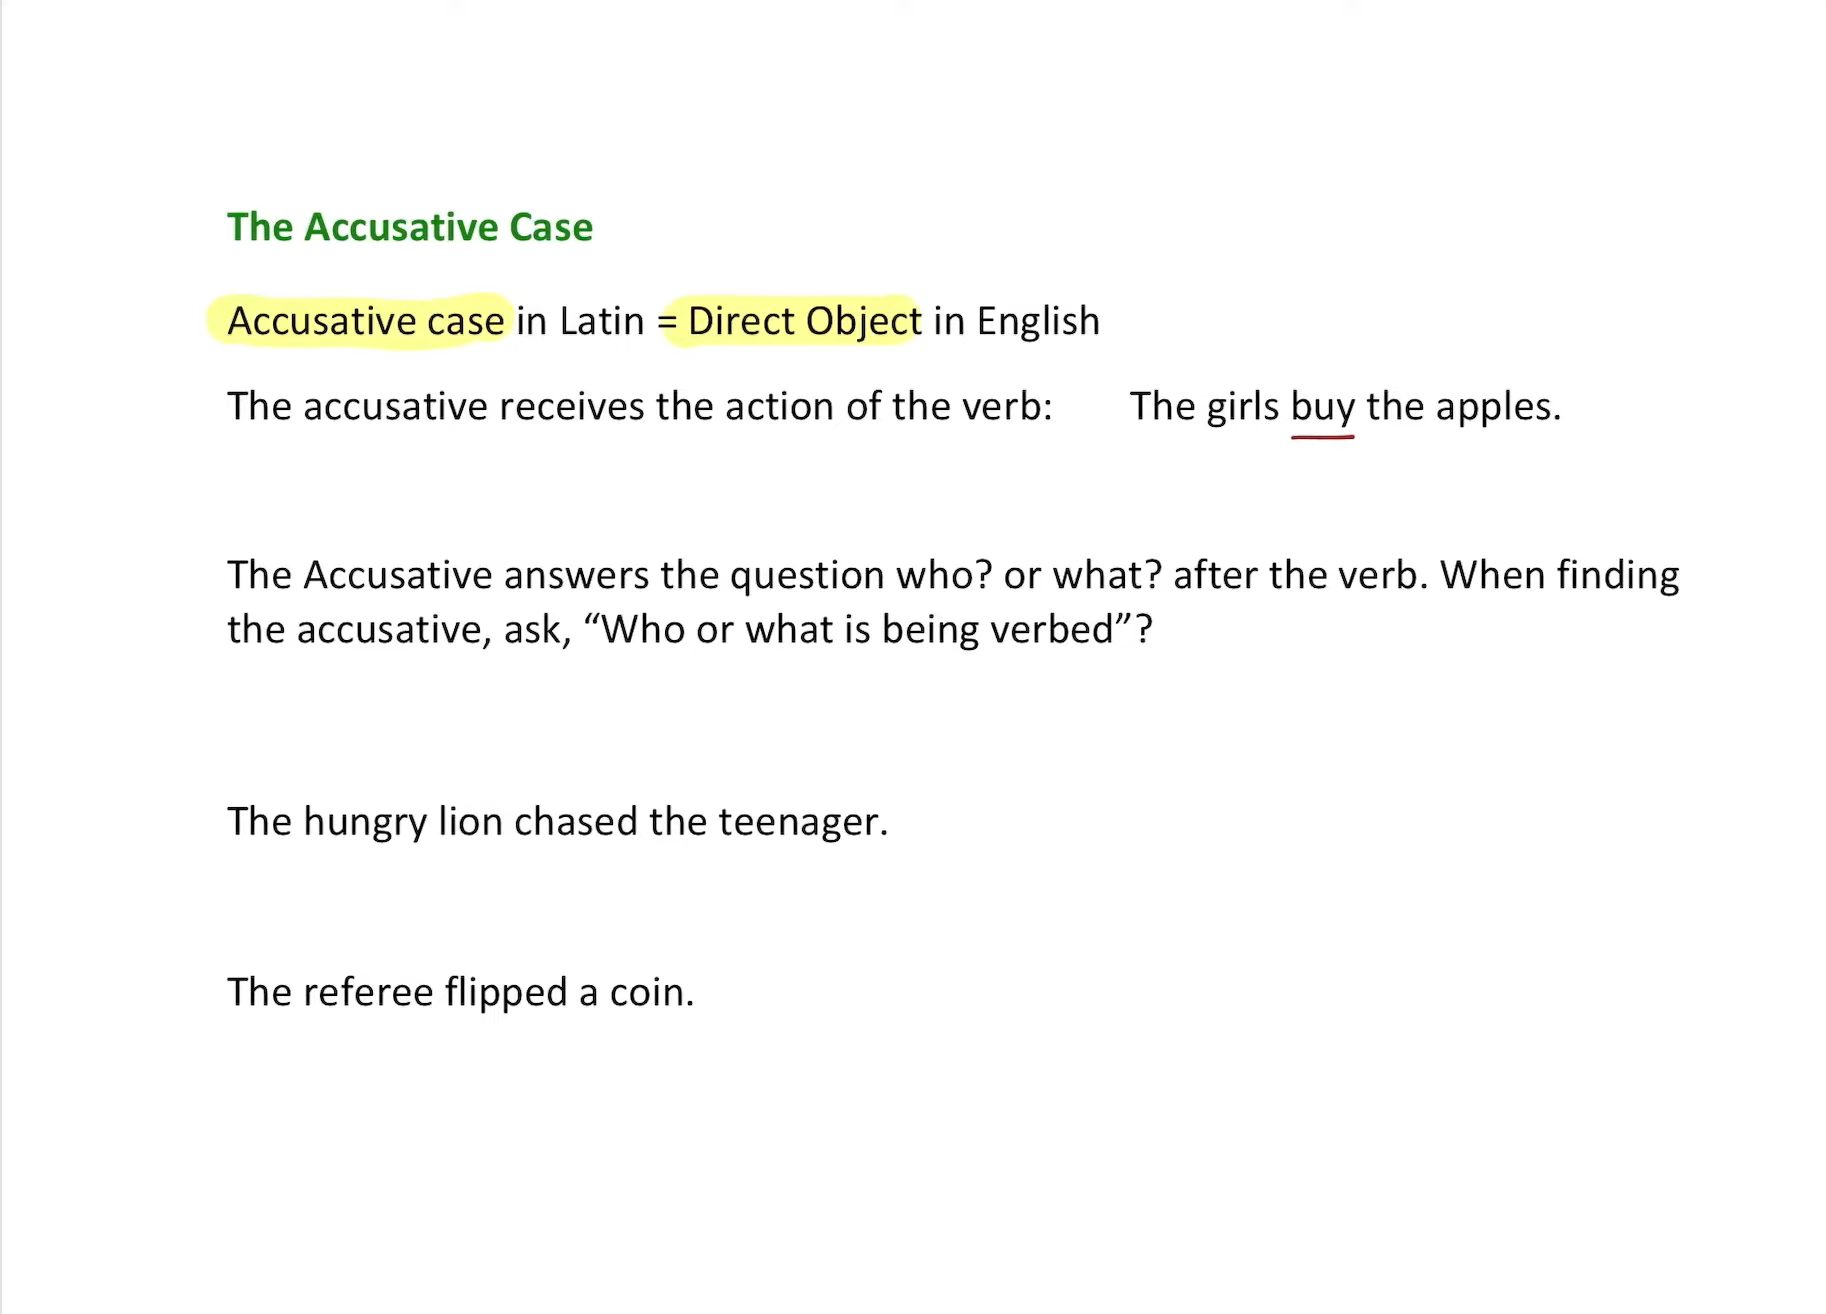 The Accusative Case
Accusative case in Latin = Direct Object in English
The accusative receives the action of the verb: The girls buy the apples.
The Accusative answers the question who? or what? after the verb. When finding
the accusative, ask, “Who or what is being verbed”?
The hungry lion chased the teenager.
The referee flipped a coin.